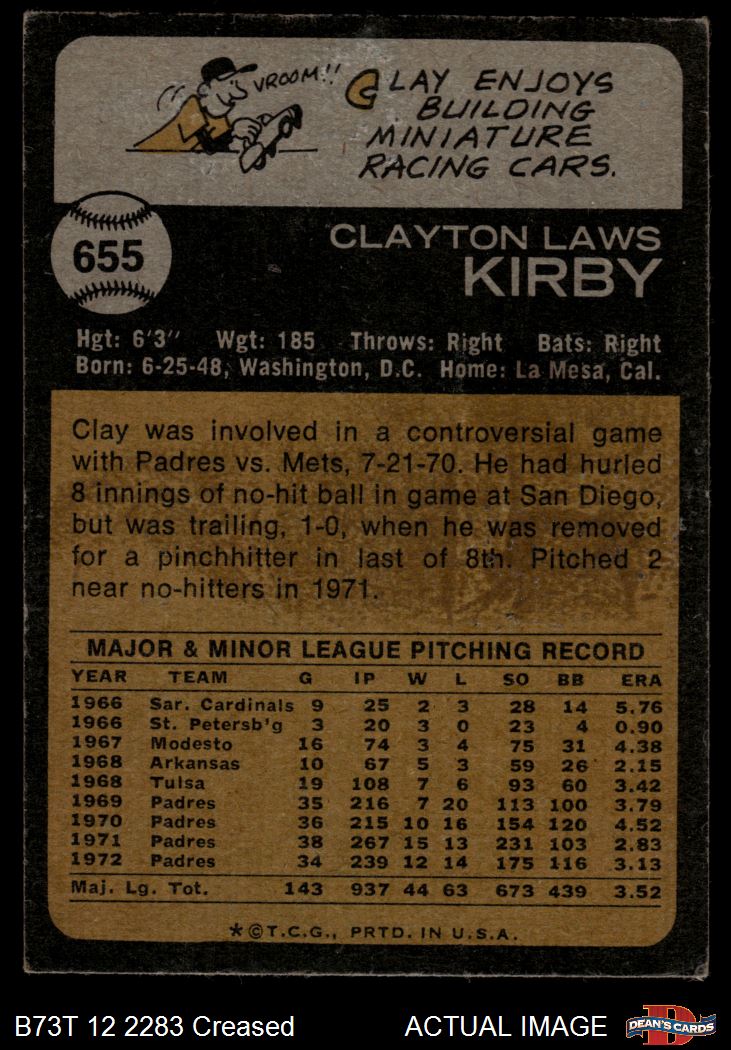 VROOM!!
CLAY ENJOYS
BUILDING
MINIATURE
RACING CARS.
655
CLAYTON LAWS
KIRBY
Hgt: 6'3" Wgt: 185 Throws: Right Bats: Right
Born: 6-25-48, Washington, D.C. Home: La Mesa, Cal.
Clay was involved in a controversial game
with Padres vs. Mets, 7-21-70. He had hurled
8 innings of no-hit ball in game at San Diego,
but was trailing, 1-0, when he was removed
for a pinchhitter in last of 8th. Pitched 2
near no-hitters in 1971.
MAJOR & MINOR LEAGUE PITCHING RECORD
YEAR TEAM G IP W L SO BB ERA
1966 Sar. Cardinals 9 25 2 3 28 14 5.76
1966 St. Petersb'g 3 20 3 0 23 4 0.90
1967 Modesto 16 74 3 4 75 31 4.38
1968 Arkansas 10 67 5 3 59 26 2.15
1968 Tulsa 19 108 7 6 93 60 3.42
1969 Padres 35 216 7 20 113 100 3.79
1970 Padres 36 215 10 16 154 120 4.52
1971 Padres 38 267 15 13 231 103 2.83
1972 Padres 34 239 12 14 175 116 3.13
Maj. Lg. Tot. 143 937 44 63 673 439 3.52
*©T.C.G., PRTD. IN U.S.A.
B73T 12 2283 Creased ACTUAL IMAGE D DEAN'S CARDS